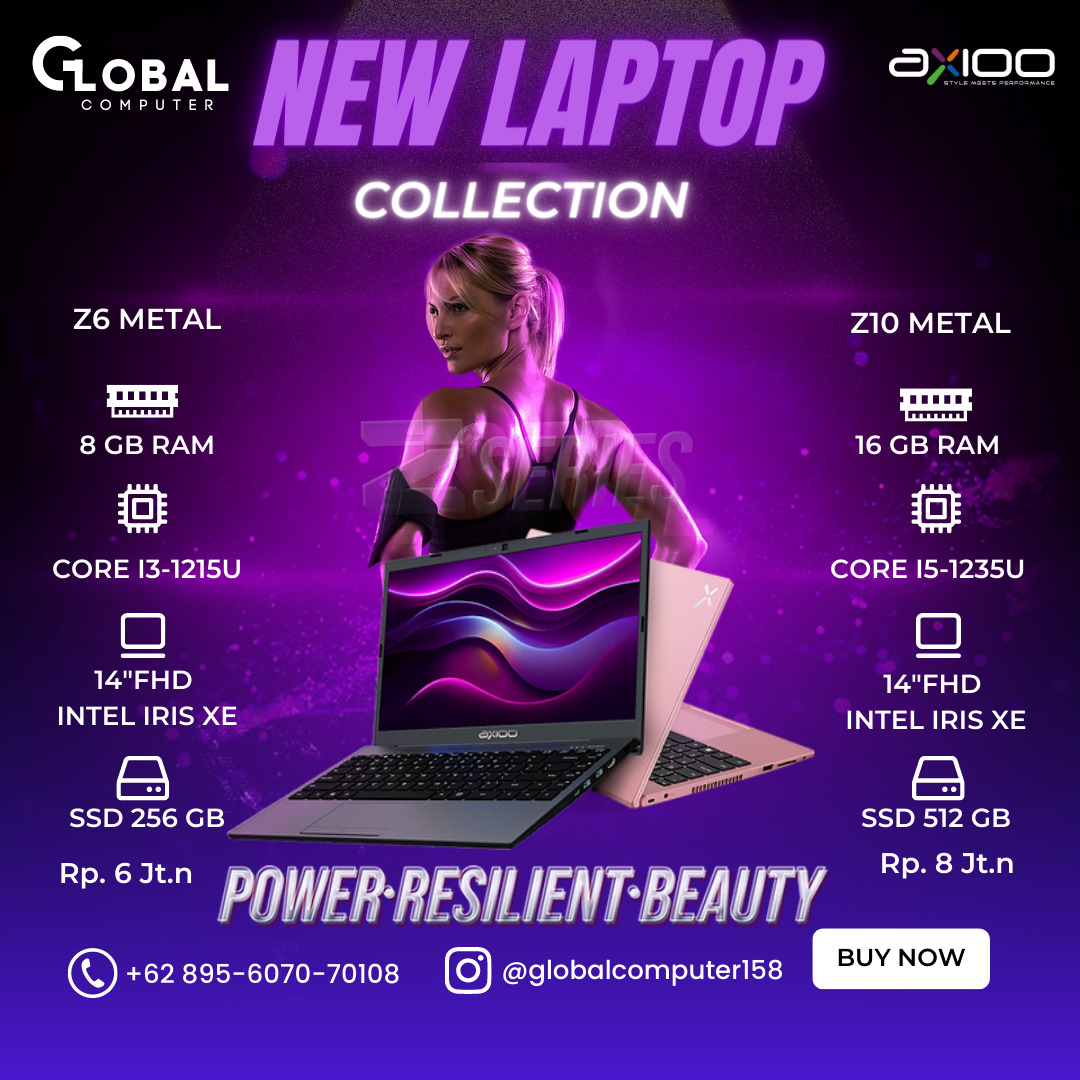 GLOBAL
COMPUTER
NEW LAPTOP
COLLECTION
AXIOO
STYLE MEETS PERFORMANCE
Z6 METAL
8 GB RAM
CORE I3-1215U
14"FHD
INTEL IRIS XE
SSD 256 GB
Rp. 6 Jt.n
Z SERIES
AXIOO
Z10 METAL
16 GB RAM
CORE I5-1235U
14"FHD
INTEL IRIS XE
SSD 512 GB
Rp. 8 Jt.n
POWER·RESILIENT·BEAUTY
+62 895-6070-70108
@globalcomputer158
BUY NOW